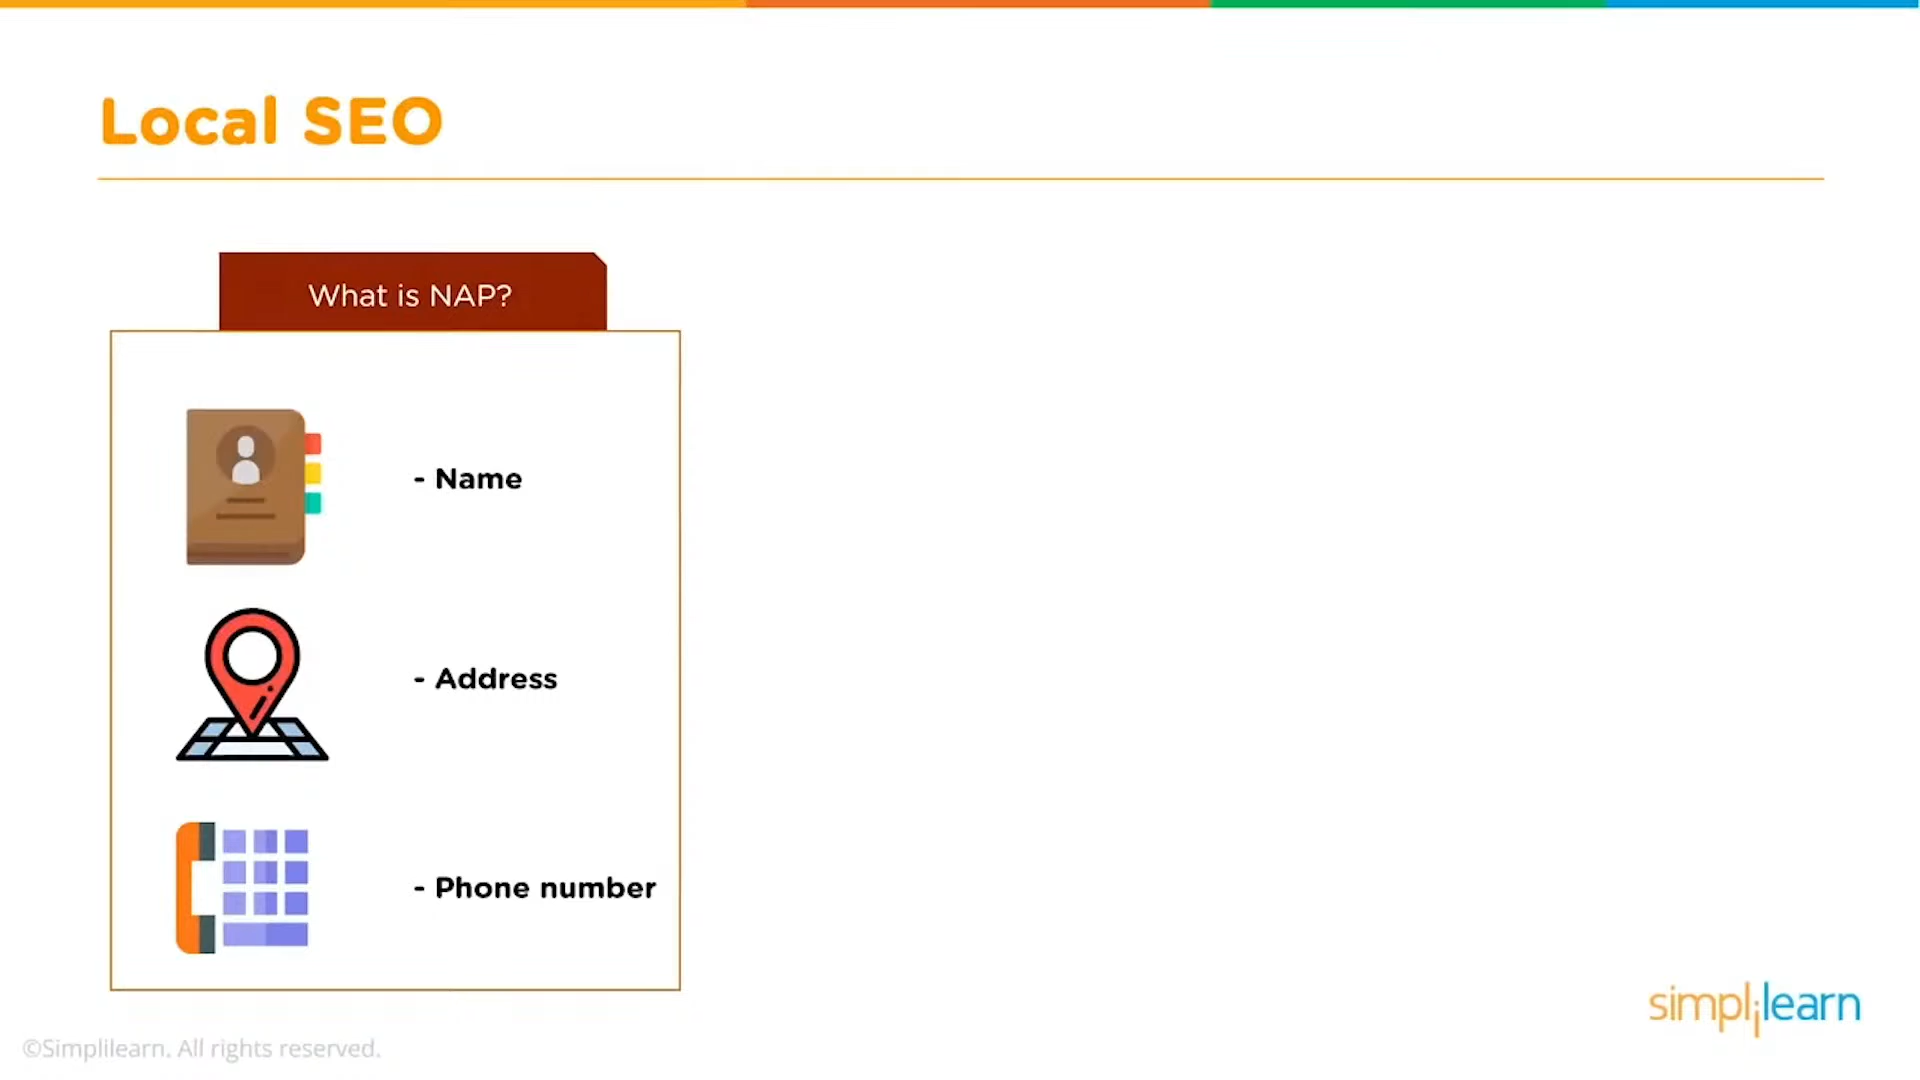 Local SEO
What is NAP?
- Name
- Address
- Phone number
simplilearn
©Simplilearn. All rights reserved.